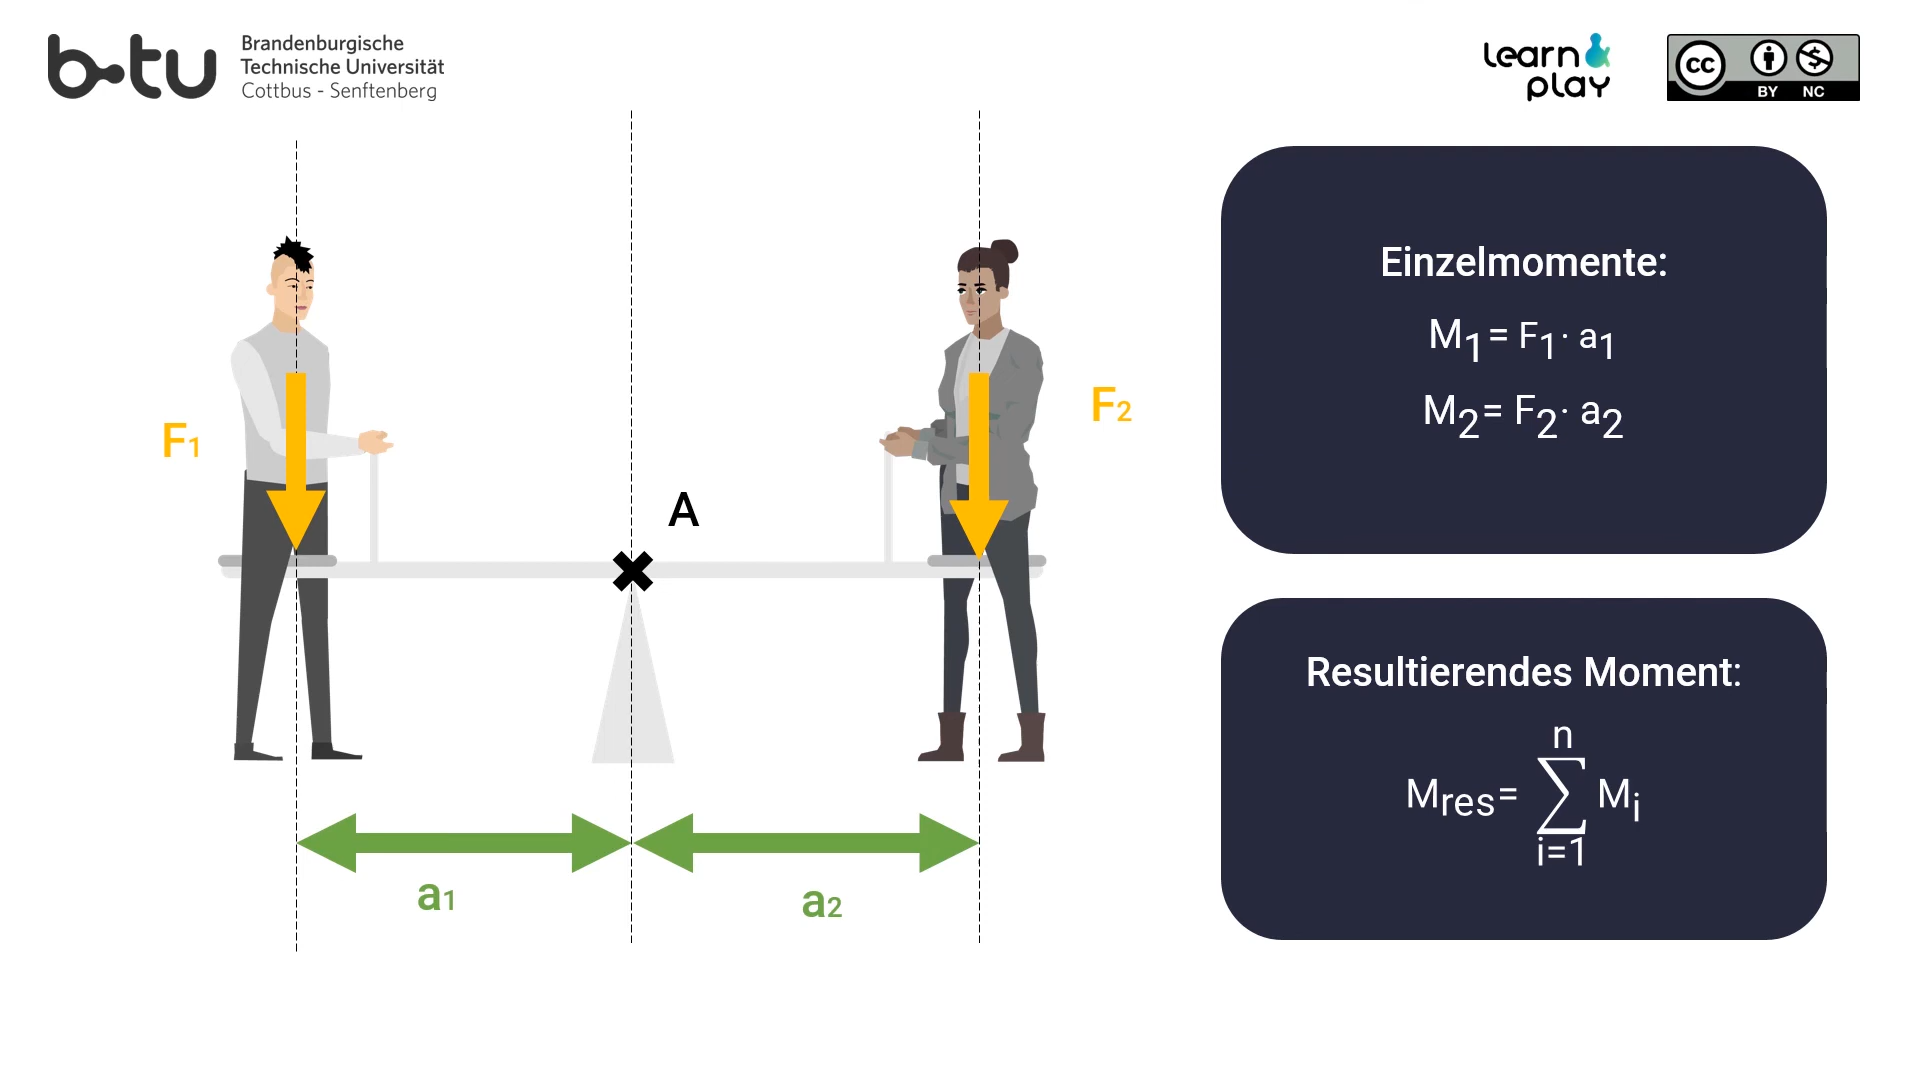 b-tu
Brandenburgische
Technische Universität
Cottbus - Senftenberg
Learn &
play
CC
BY NC
F₁
F₂
A
a₁
a₂
Einzelmomente:
M₁= F₁· a₁
M₂= F₂· a₂
Resultierendes Moment:
n
Mres= ∑ Mi
i=1